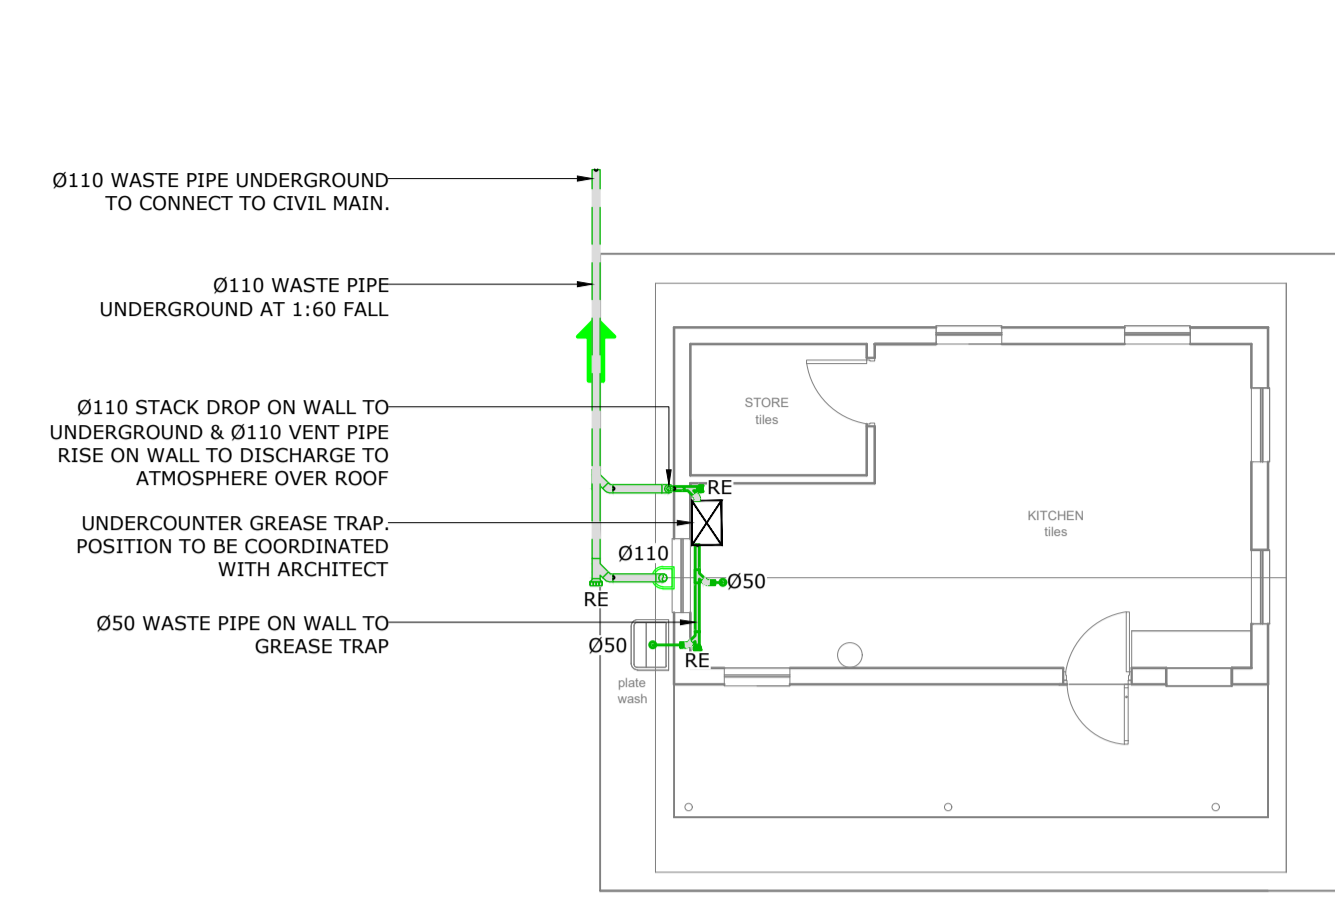 Ø110 WASTE PIPE UNDERGROUND
TO CONNECT TO CIVIL MAIN.
Ø110 WASTE PIPE
UNDERGROUND AT 1:60 FALL
Ø110 STACK DROP ON WALL TO
UNDERGROUND & Ø110 VENT PIPE
RISE ON WALL TO DISCHARGE TO
ATMOSPHERE OVER ROOF
UNDERCOUNTER GREASE TRAP.
POSITION TO BE COORDINATED
WITH ARCHITECT
Ø50 WASTE PIPE ON WALL TO
GREASE TRAP
STORE
tiles
RE
KITCHEN
tiles
Ø110
Ø50
RE
Ø50
RE
plate
wash